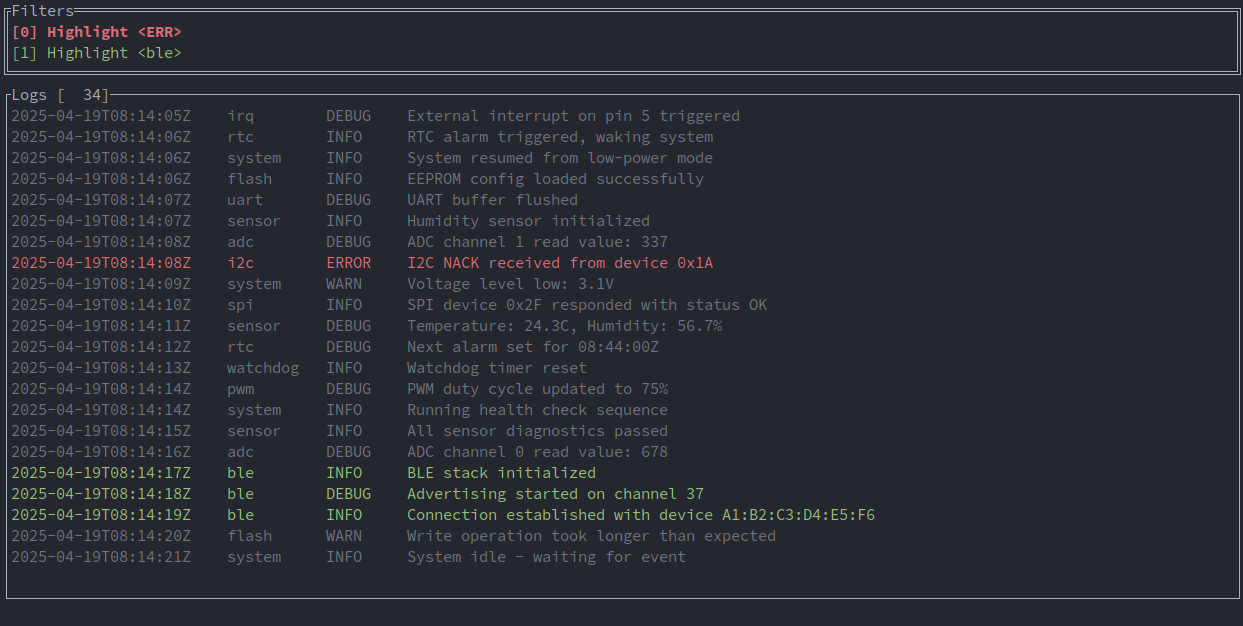 Filters
[0] Highlight <ERR>
[1] Highlight <ble>
Logs [  34]
2025-04-19T08:14:05Z    irq        DEBUG    External interrupt on pin 5 triggered
2025-04-19T08:14:06Z    rtc        INFO     RTC alarm triggered, waking system
2025-04-19T08:14:06Z    system     INFO     System resumed from low-power mode
2025-04-19T08:14:06Z    flash      INFO     EEPROM config loaded successfully
2025-04-19T08:14:07Z    uart       DEBUG    UART buffer flushed
2025-04-19T08:14:07Z    sensor     INFO     Humidity sensor initialized
2025-04-19T08:14:08Z    adc        DEBUG    ADC channel 1 read value: 337
2025-04-19T08:14:08Z    i2c        ERROR    I2C NACK received from device 0x1A
2025-04-19T08:14:09Z    system     WARN     Voltage level low: 3.1V
2025-04-19T08:14:10Z    spi        INFO     SPI device 0x2F responded with status OK
2025-04-19T08:14:11Z    sensor     DEBUG    Temperature: 24.3C, Humidity: 56.7%
2025-04-19T08:14:12Z    rtc        DEBUG    Next alarm set for 08:44:00Z
2025-04-19T08:14:13Z    watchdog   INFO     Watchdog timer reset
2025-04-19T08:14:14Z    pwm        DEBUG    PWM duty cycle updated to 75%
2025-04-19T08:14:14Z    system     INFO     Running health check sequence
2025-04-19T08:14:15Z    sensor     INFO     All sensor diagnostics passed
2025-04-19T08:14:16Z    adc        DEBUG    ADC channel 0 read value: 678
2025-04-19T08:14:17Z    ble        INFO     BLE stack initialized
2025-04-19T08:14:18Z    ble        DEBUG    Advertising started on channel 37
2025-04-19T08:14:19Z    ble        INFO     Connection established with device A1:B2:C3:D4:E5:F6
2025-04-19T08:14:20Z    flash      WARN     Write operation took longer than expected
2025-04-19T08:14:21Z    system     INFO     System idle - waiting for event